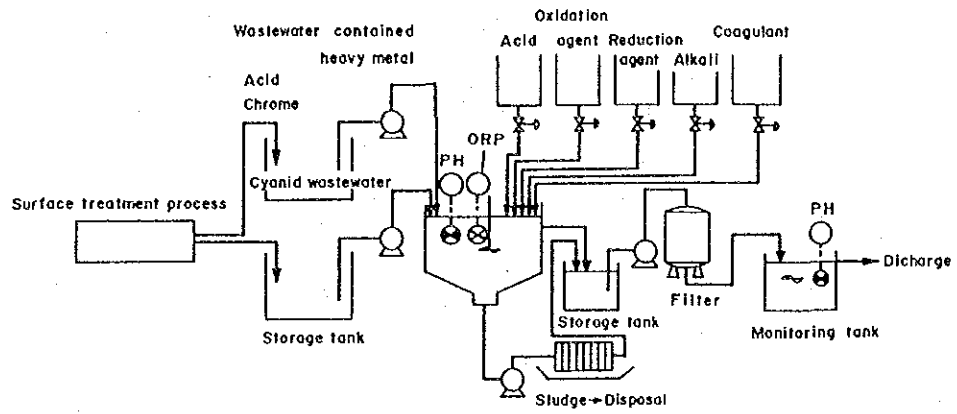 Wastewater contained
heavy metal
Acid
Chrome
Cyanid wastewater
Surface treatment process
Storage tank
PH
ORP
Acid
Oxidation
agent
Reduction
agent
Alkali
Coagulant
Storage tank
Filter
PH
Dicharge
Monitoring tank
Sludge→Disposal